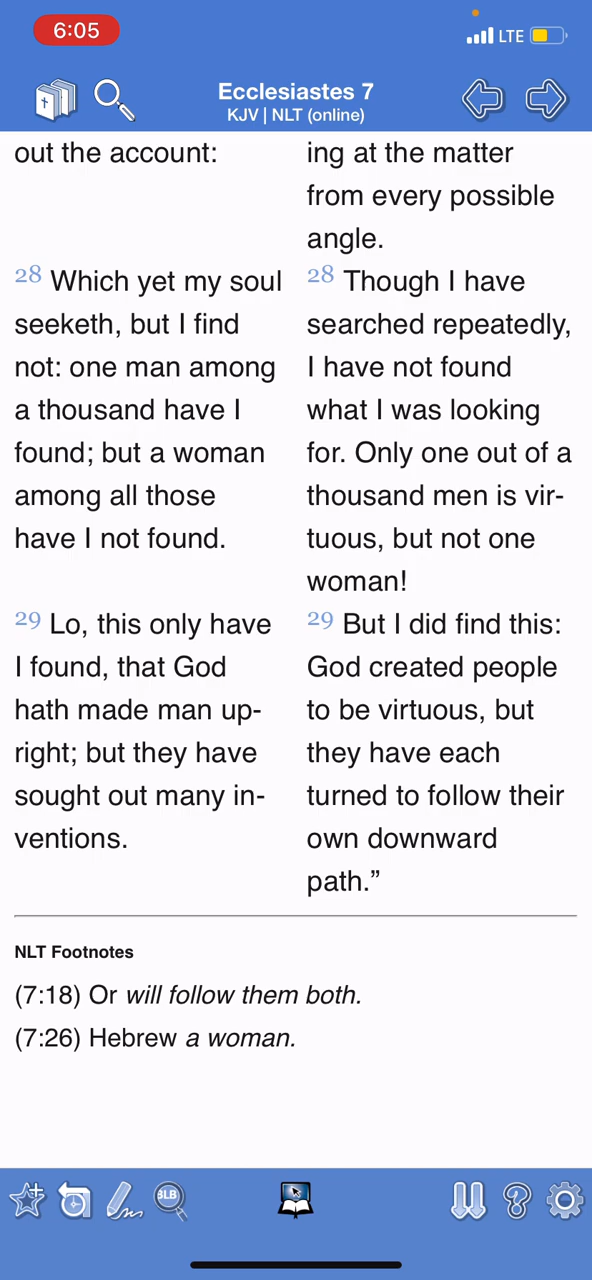 6:05
LTE
Ecclesiastes 7
KJV | NLT (online)
out the account:
28 Which yet my soul
seeketh, but I find
not: one man among
a thousand have I
found; but a woman
among all those
have I not found.
29 Lo, this only have
I found, that God
hath made man up-
right; but they have
sought out many in-
ventions.
ing at the matter
from every possible
angle.
28 Though I have
searched repeatedly,
I have not found
what I was looking
for. Only one out of a
thousand men is vir-
tuous, but not one
woman!
29 But I did find this:
God created people
to be virtuous, but
they have each
turned to follow their
own downward
path.”
NLT Footnotes
(7:18) Or will follow them both.
(7:26) Hebrew a woman.
BLB